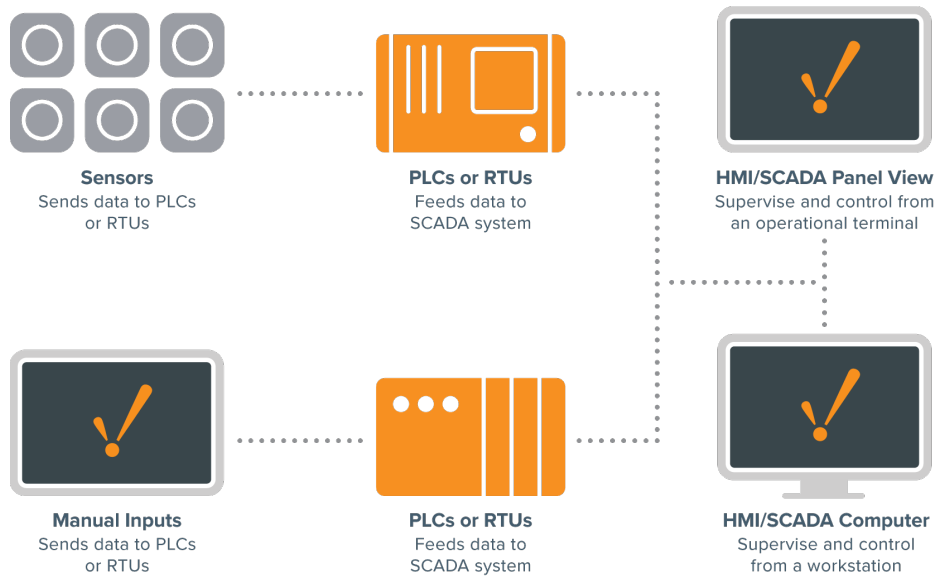 Sensors
Sends data to PLCs
or RTUs
PLCs or RTUs
Feeds data to
SCADA system
HMI/SCADA Panel View
Supervise and control from
an operational terminal
Manual Inputs
Sends data to PLCs
or RTUs
PLCs or RTUs
Feeds data to
SCADA system
HMI/SCADA Computer
Supervise and control
from a workstation